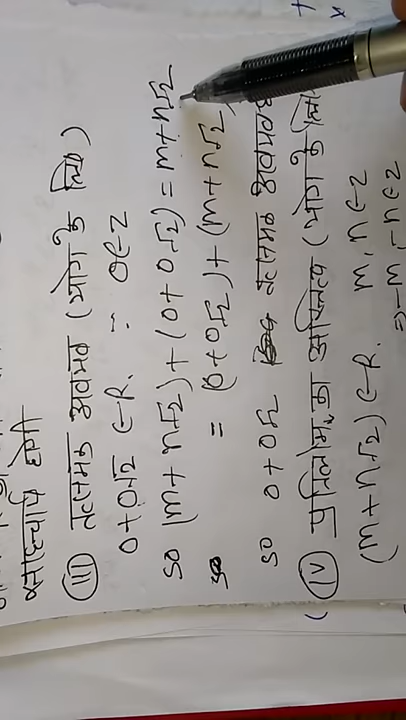 साहचार्य होगी
(III) तत्समक अवयव (योग के लिए)
0+0√2 ∈ R. = 0∈Z
so (m+n√2)+(0+0√2) = m+n√2
= (0+0√2)+(m+n√2)
so 0+0√2 तत्समक अवयव
(IV) प्रतिलोम का अस्तित्व (योग के
(m+n√2) ∈ R. m, n ∈ Z
⇒ -m, -n ∈ Z